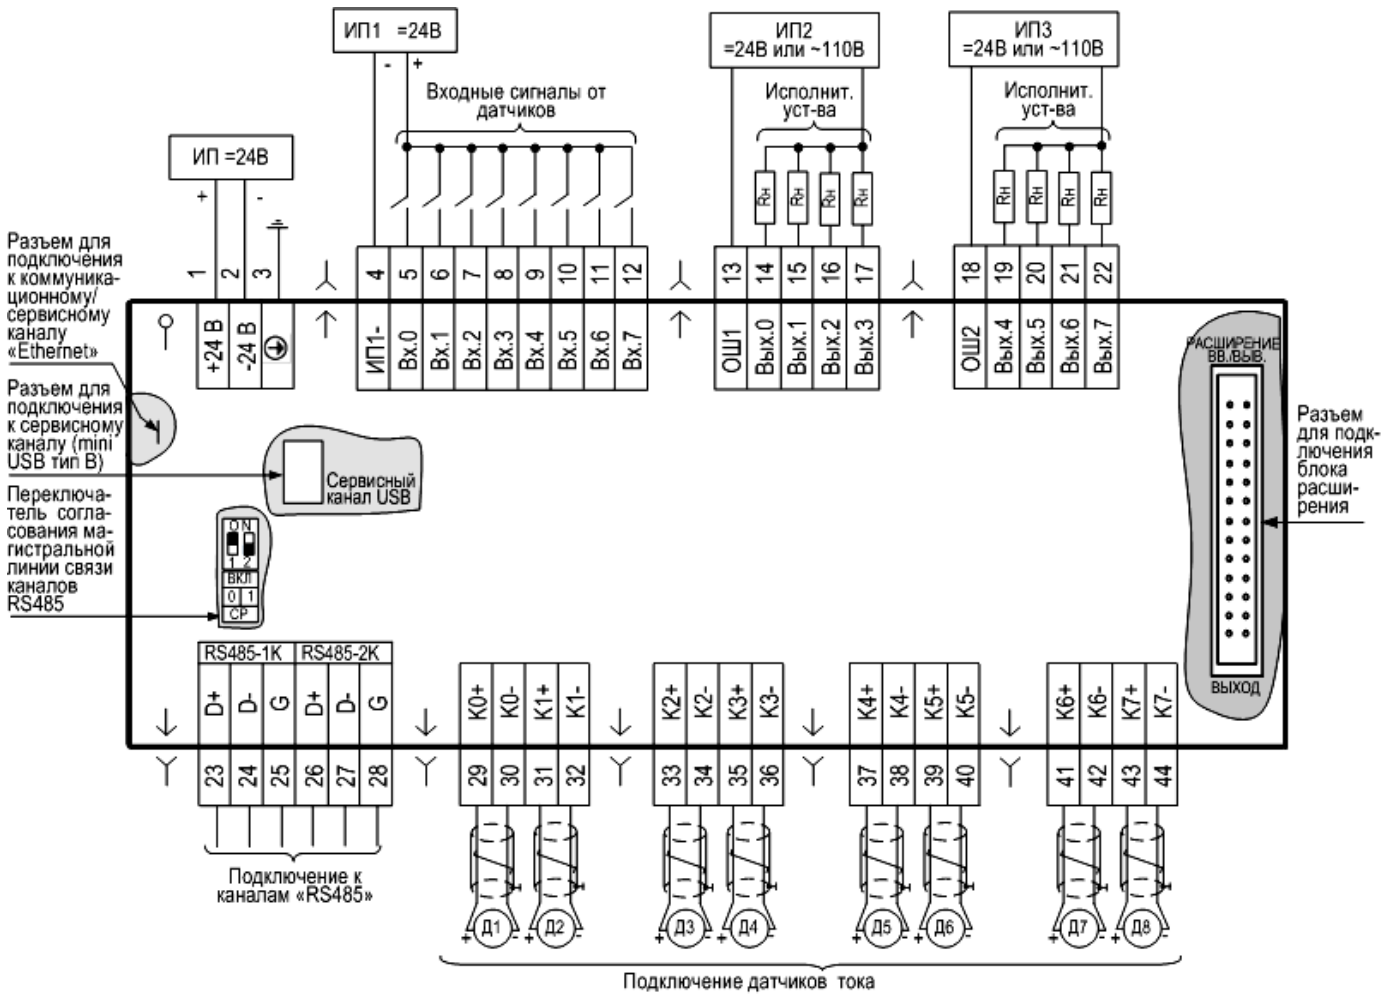 ИП1 =24В
- +
ИП2
=24В или ~110В
ИП3
=24В или ~110В
Входные сигналы от
датчиков
Исполнит.
уст-ва
Исполнит.
уст-ва
ИП =24В
+ -
Rн Rн Rн Rн
Rн Rн Rн Rн
1 2 3
4 5 6 7 8 9 10 11 12
13 14 15 16 17
18 19 20 21 22
+24 В -24 В
ИП1- Вх.0 Вх.1 Вх.2 Вх.3 Вх.4 Вх.5 Вх.6 Вх.7
ОШ1 Вых.0 Вых.1 Вых.2 Вых.3
ОШ2 Вых.4 Вых.5 Вых.6 Вых.7
Разъем для
подключения
к коммуника-
ционному/
сервисному
каналу
«Ethernet»
Разъем для
подключения
к сервисному
каналу (mini
USB тип В)
Переключа-
тель согла-
сования ма-
гистральной
линии связи
каналов
RS485
Сервисный
канал USB
ON
1 2
ВКЛ
0 1
СР
РАСШИРЕНИЕ
ВВ./ВЫВ.
ВЫХОД
Разъем
для подк-
лючения
блока
расши-
рения
RS485-1K RS485-2K
D+ D- G D+ D- G
K0+ K0- K1+ K1-
K2+ K2- K3+ K3-
K4+ K4- K5+ K5-
K6+ K6- K7+ K7-
23 24 25 26 27 28
29 30 31 32
33 34 35 36
37 38 39 40
41 42 43 44
Подключение к
каналам «RS485»
+ Д1 - + Д2 -
+ Д3 - + Д4 -
+ Д5 - + Д6 -
+ Д7 - + Д8 -
Подключение датчиков тока